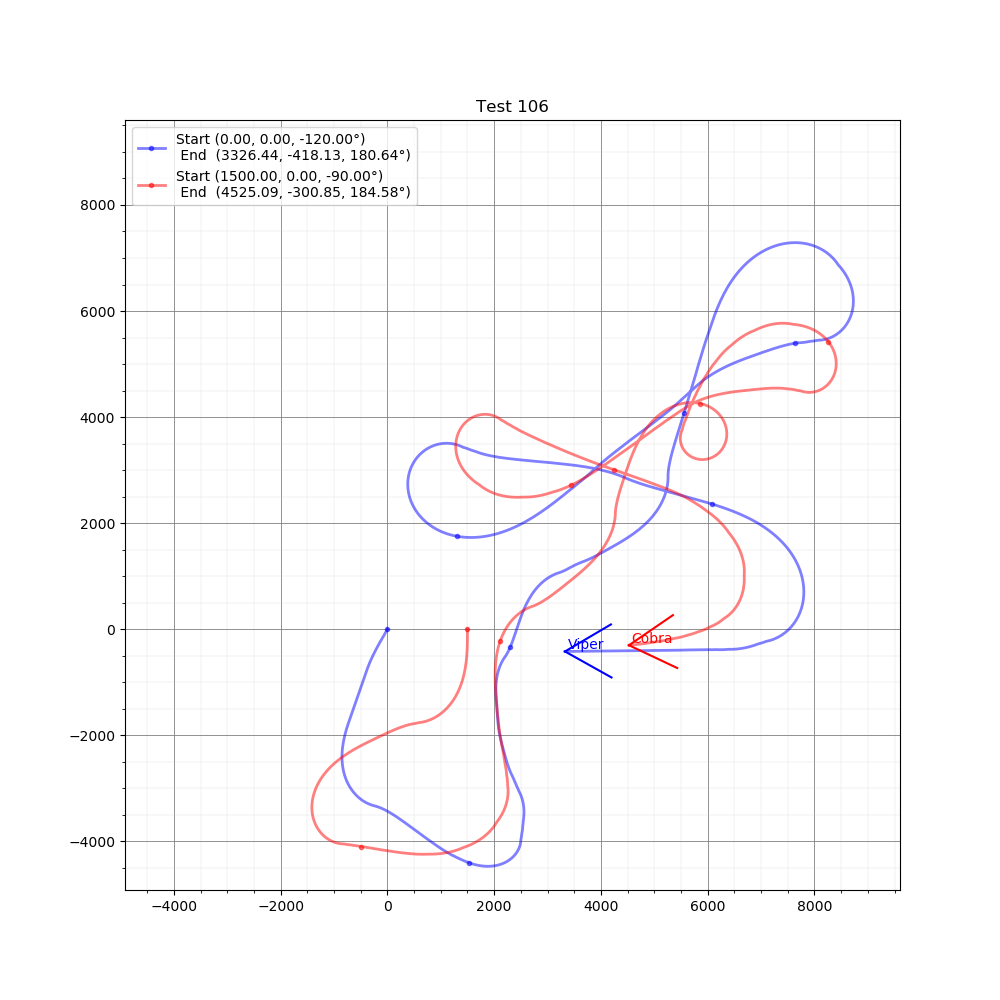 Test 106
Start (0.00, 0.00, -120.00°)
End (3326.44, -418.13, 180.64°)
Start (1500.00, 0.00, -90.00°)
End (4525.09, -300.85, 184.58°)
8000
6000
4000
2000
0
−2000
−4000
Viper
Cobra
−4000 −2000 0 2000 4000 6000 8000